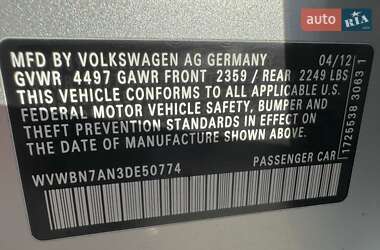 auto RIA
MFD BY VOLKSWAGEN AG GERMANY 04/12
GVWR 4497 GAWR FRONT 2359 / REAR 2249 LBS
THIS VEHICLE CONFORMS TO ALL APPLICABLE U.S.
FEDERAL MOTOR VEHICLE SAFETY, BUMPER AND
THEFT PREVENTION STANDARDS IN EFFECT ON
THE DATE OF MANUFACTURE SHOWN ABOVE.
WVWBN7AN3DE50774 PASSENGER CAR
1725538 3063 1